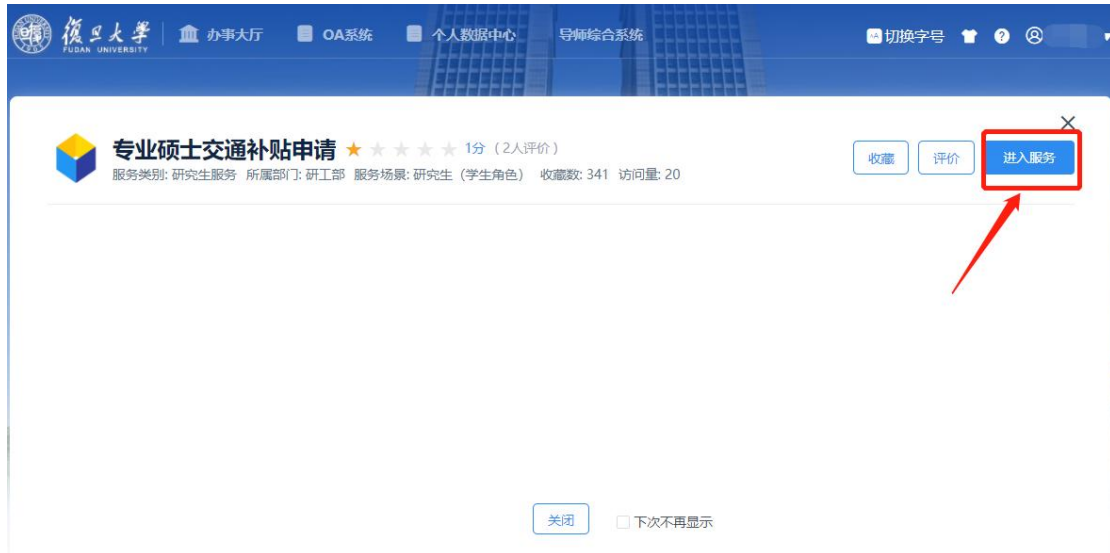 復旦大學 办事大厅 OA系统 个人数据中心 导师综合系统 切换字号
FUDAN UNIVERSITY
专业硕士交通补贴申请 1分（2人评价） 收藏 评价 进入服务
服务类别: 研究生服务 所属部门: 研工部 服务场景: 研究生（学生角色） 收藏数: 341 访问量: 20
关闭 下次不再显示